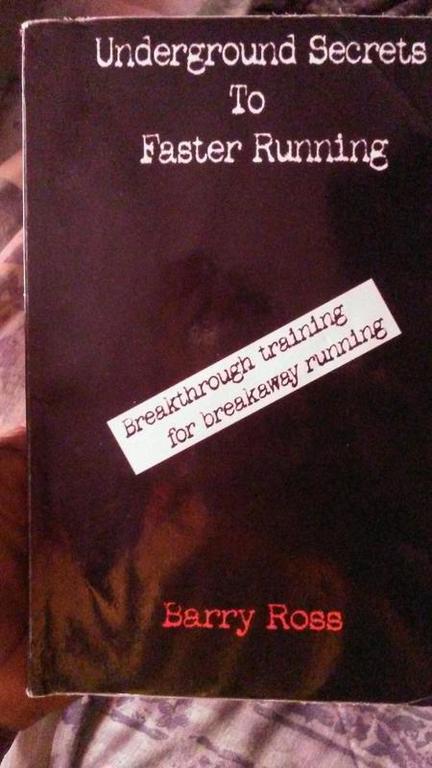 Underground Secrets
To
Faster Running
Breakthrough training
for breakaway running
Barry Ross